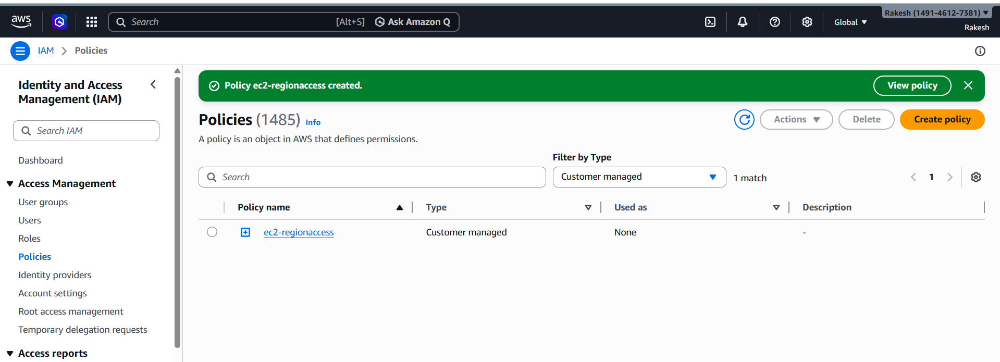 aws
Search
[Alt+S]
Ask Amazon Q
Global
Rakesh (1491-4612-7381)
Rakesh
IAM
Policies
Identity and Access
Management (IAM)
Search IAM
Dashboard
Access Management
User groups
Users
Roles
Policies
Identity providers
Account settings
Root access management
Temporary delegation requests
Access reports
Policy ec2-regionaccess created.
View policy
Policies (1485) Info
Actions
Delete
Create policy
A policy is an object in AWS that defines permissions.
Filter by Type
Search
Customer managed
1 match
1
Policy name
Type
Used as
Description
ec2-regionaccess
Customer managed
None
-